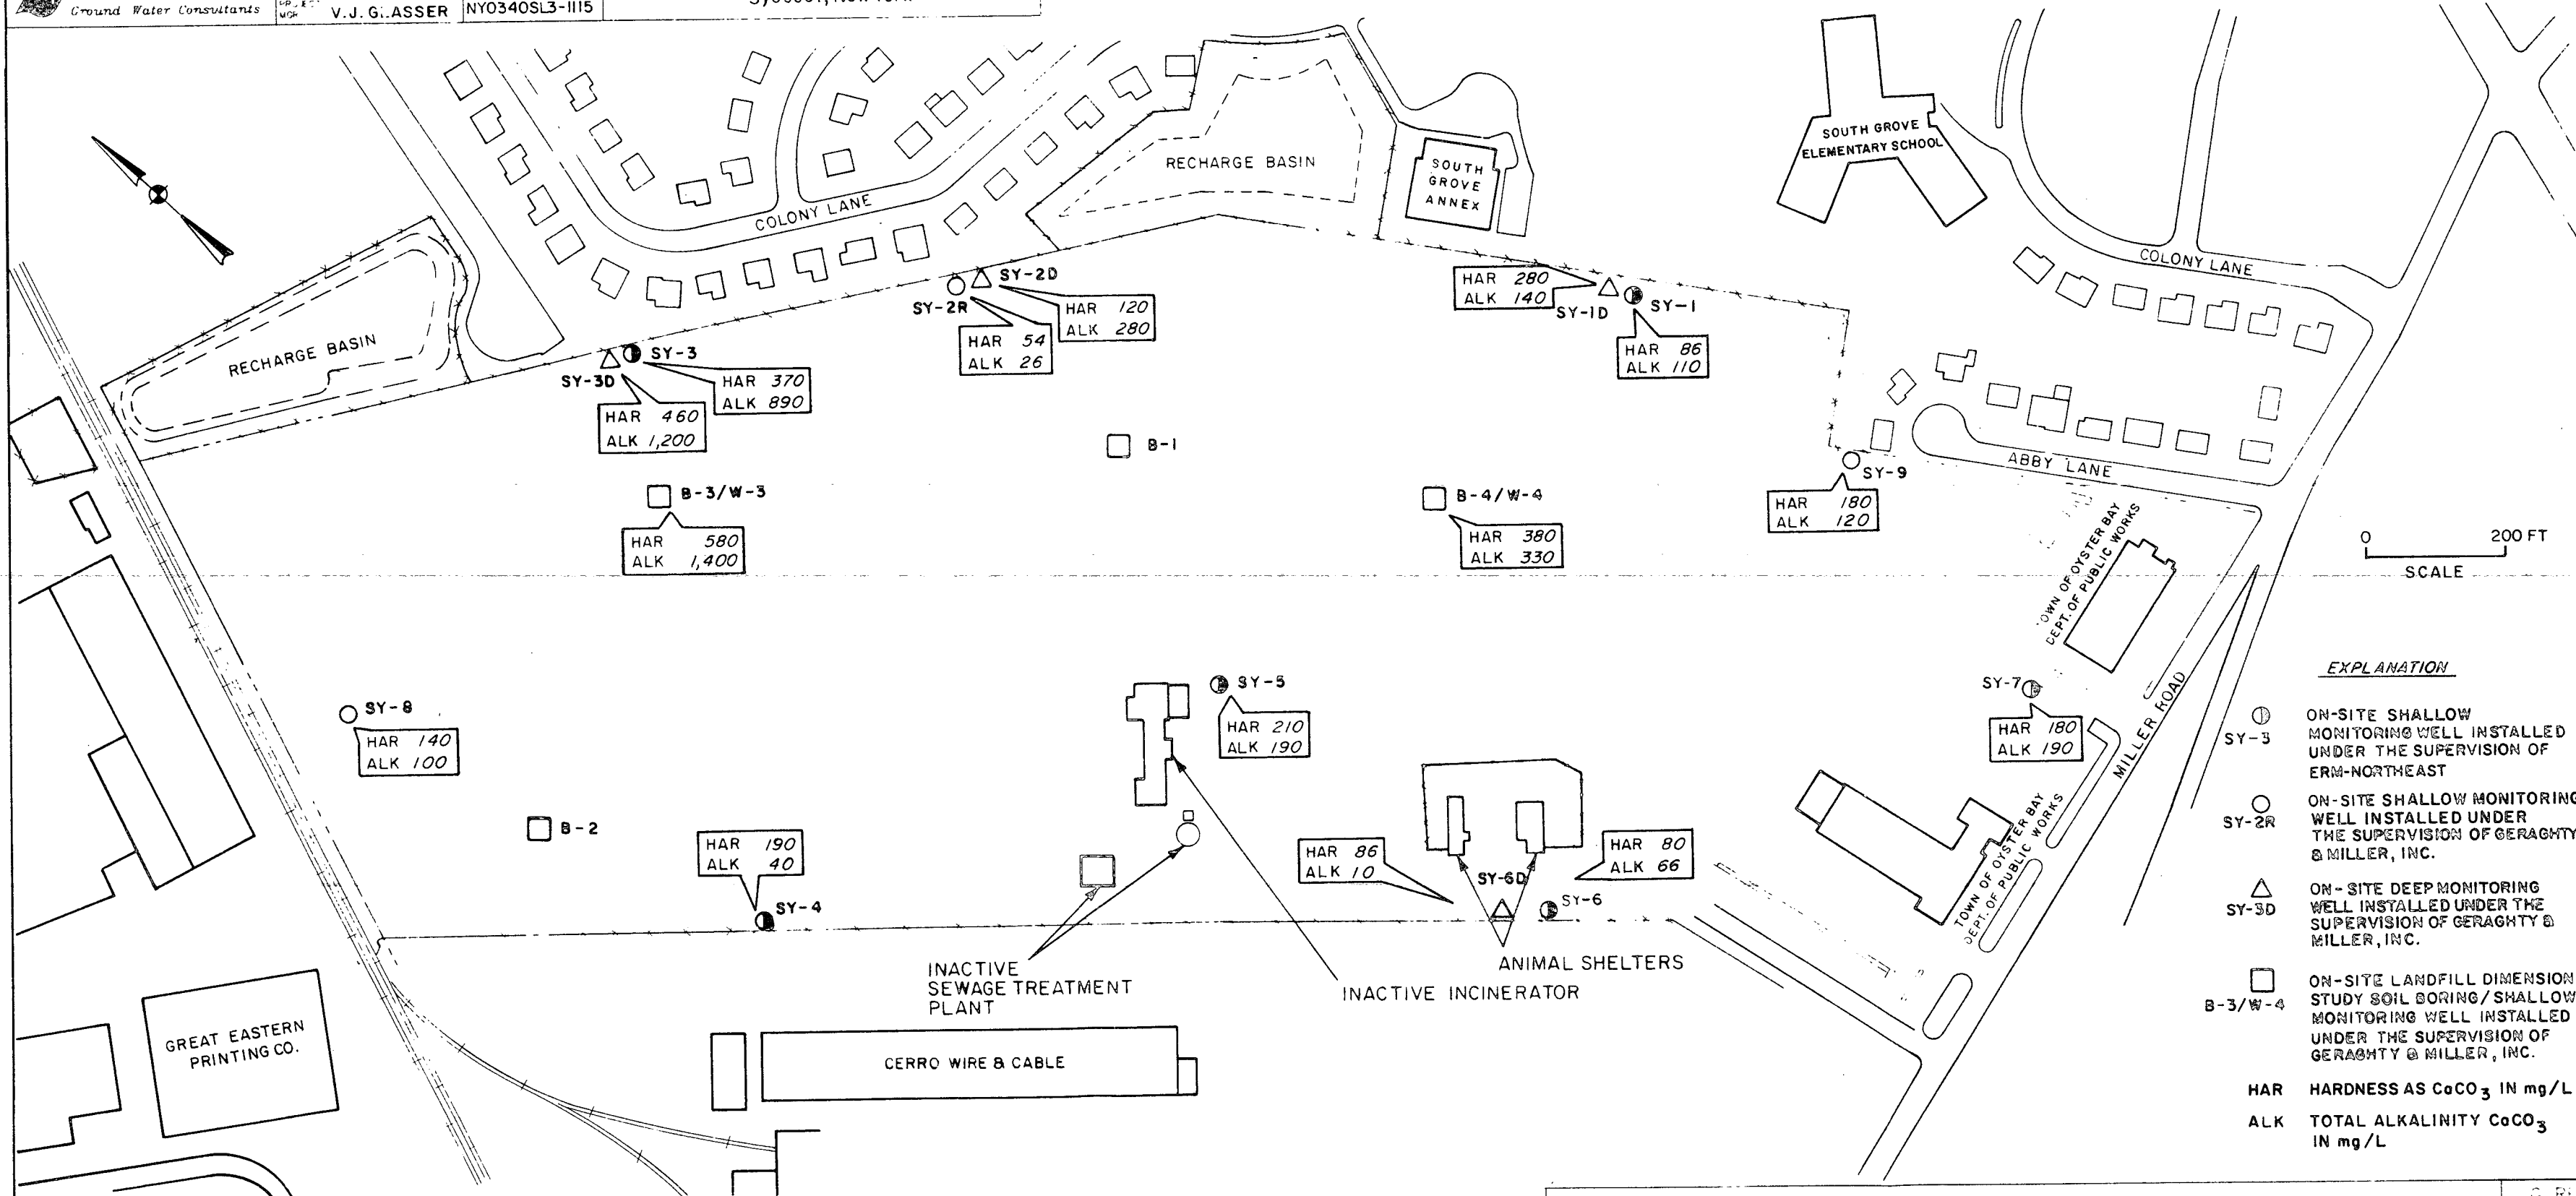 Ground Water Consultants
MGR V.J. GLASSER NY0340SL3-1115
RECHARGE BASIN
SOUTH
GROVE
ANNEX
SOUTH GROVE
ELEMENTARY SCHOOL
COLONY LANE
COLONY LANE
RECHARGE BASIN
SY-2D
SY-2R
HAR 120
ALK 280
HAR 54
ALK 26
HAR 280
ALK 140
SY-1D
SY-1
HAR 86
ALK 110
SY-3
SY-3D
HAR 370
ALK 890
HAR 460
ALK 1,200
B-1
B-3/W-3
HAR 580
ALK 1,400
B-4/W-4
HAR 380
ALK 330
ABBY LANE
SY-9
HAR 180
ALK 120
TOWN OF OYSTER BAY
DEPT. OF PUBLIC WORKS
0 200 FT
SCALE
SY-8
HAR 140
ALK 100
B-2
HAR 190
ALK 40
SY-4
SY-5
HAR 210
ALK 190
HAR 86
ALK 10
SY-6D
HAR 80
ALK 66
SY-6
SY-7
HAR 180
ALK 190
MILLER ROAD
TOWN OF OYSTER BAY
DEPT. OF PUBLIC WORKS
INACTIVE
SEWAGE TREATMENT
PLANT
INACTIVE INCINERATOR
ANIMAL SHELTERS
GREAT EASTERN
PRINTING CO.
CERRO WIRE & CABLE
EXPLANATION
SY-3
ON-SITE SHALLOW
MONITORING WELL INSTALLED
UNDER THE SUPERVISION OF
ERM-NORTHEAST
SY-2R
ON-SITE SHALLOW MONITORING
WELL INSTALLED UNDER
THE SUPERVISION OF GERAGHTY
& MILLER, INC.
SY-3D
ON-SITE DEEP MONITORING
WELL INSTALLED UNDER THE
SUPERVISION OF GERAGHTY &
MILLER, INC.
B-3/W-4
ON-SITE LANDFILL DIMENSION
STUDY SOIL BORING/SHALLOW
MONITORING WELL INSTALLED
UNDER THE SUPERVISION OF
GERAGHTY & MILLER, INC.
HAR HARDNESS AS CaCO3 IN mg/L
ALK TOTAL ALKALINITY CaCO3
IN mg/L